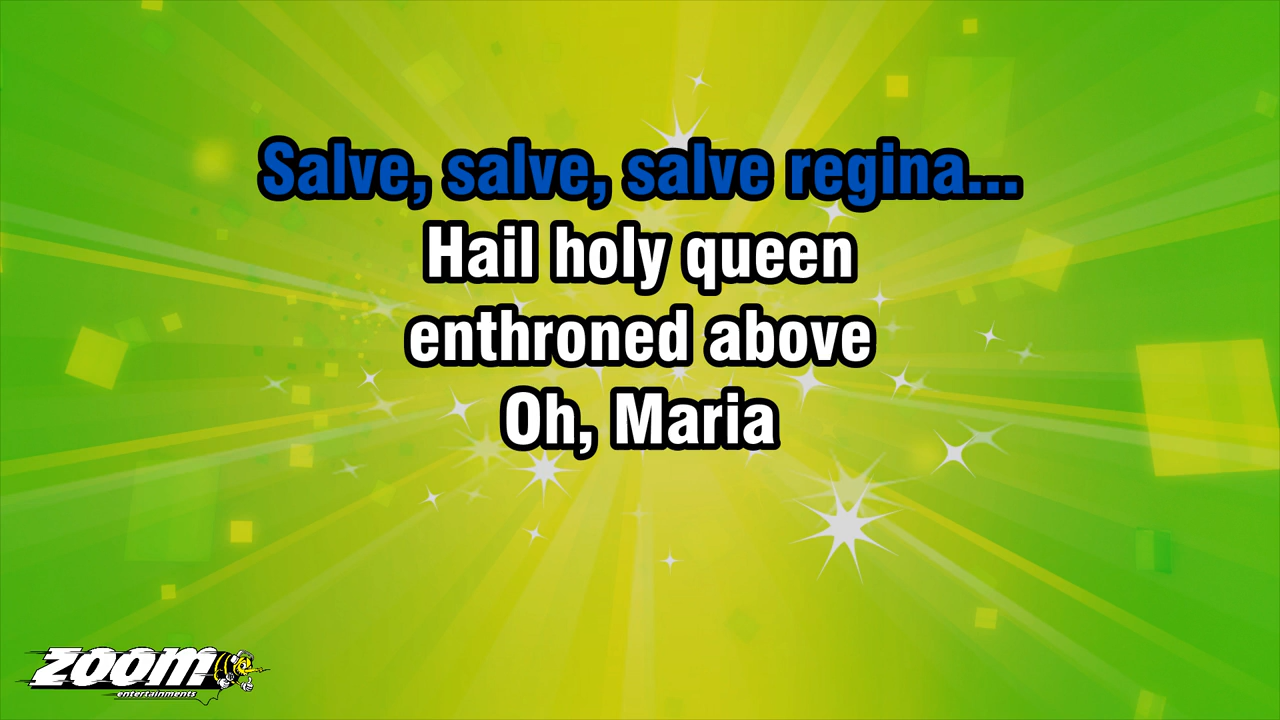 Salve, salve, salve regina...
Hail holy queen
enthroned above
Oh, Maria
zoom
entertainments